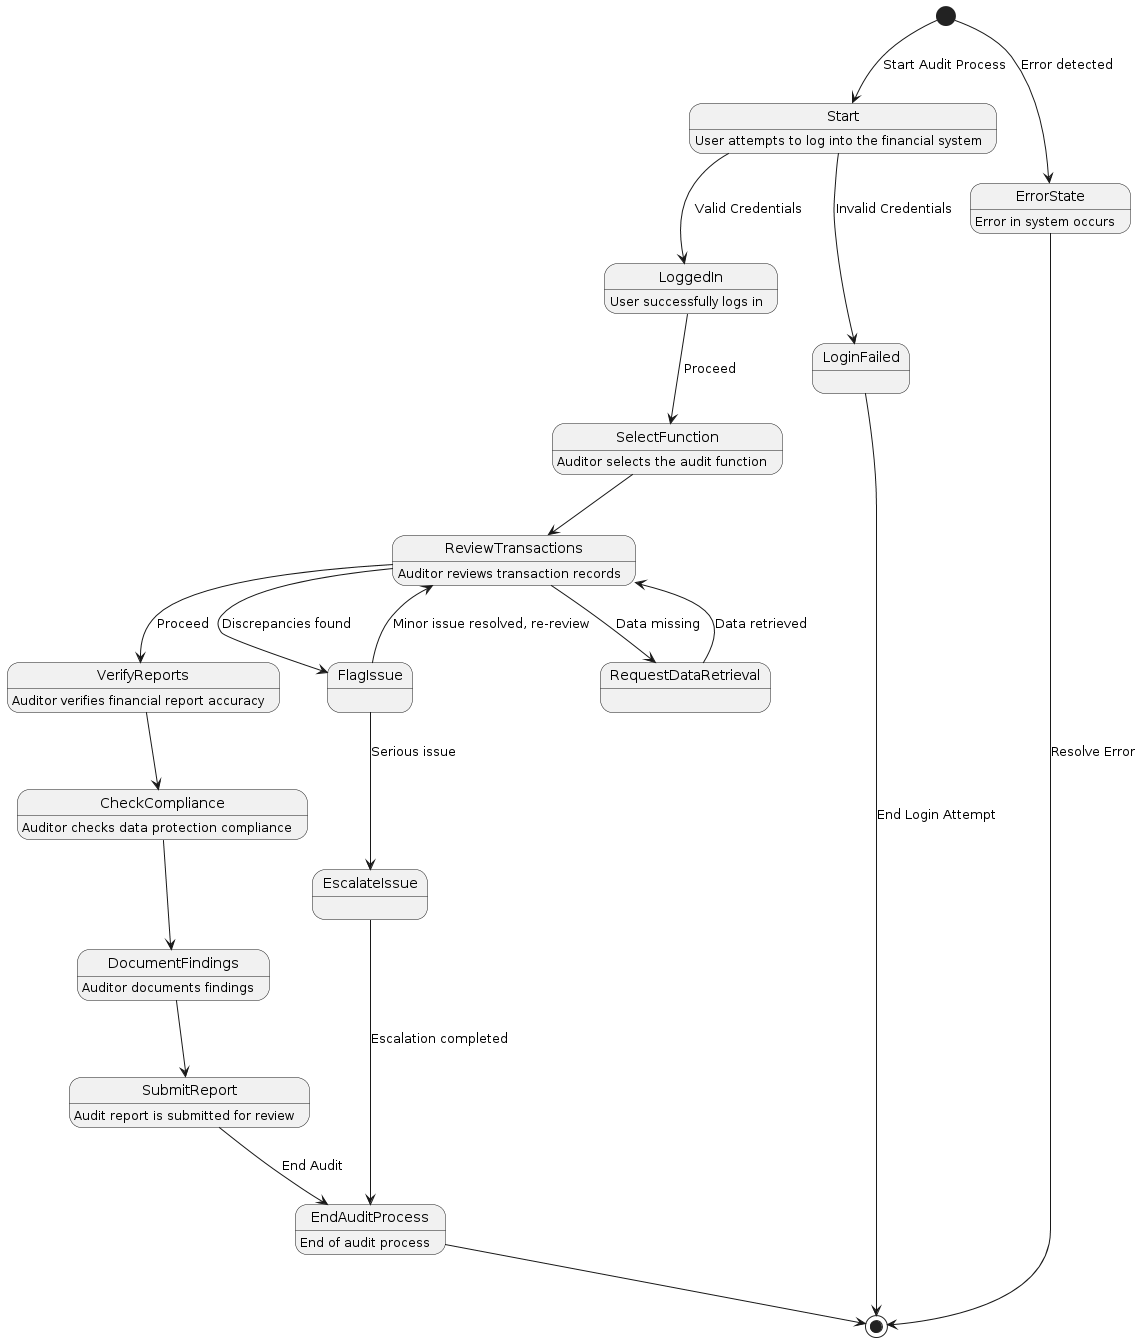 Start Audit Process
Error detected
Start
User attempts to log into the financial system
ErrorState
Error in system occurs
Valid Credentials
Invalid Credentials
LoggedIn
User successfully logs in
LoginFailed
Proceed
SelectFunction
Auditor selects the audit function
ReviewTransactions
Auditor reviews transaction records
Proceed
Discrepancies found
Minor issue resolved, re-review
Data missing
Data retrieved
VerifyReports
Auditor verifies financial report accuracy
FlagIssue
RequestDataRetrieval
Serious issue
Resolve Error
CheckCompliance
Auditor checks data protection compliance
End Login Attempt
EscalateIssue
DocumentFindings
Auditor documents findings
Escalation completed
SubmitReport
Audit report is submitted for review
End Audit
EndAuditProcess
End of audit process